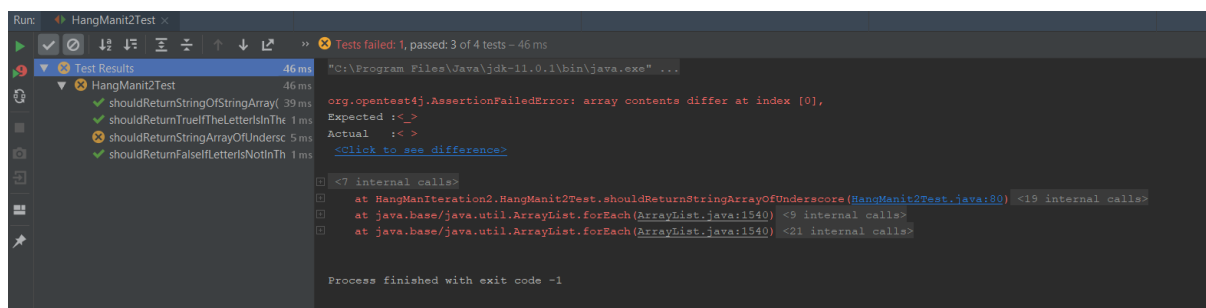 Run: HangManit2Test ×
» Tests failed: 1, passed: 3 of 4 tests – 46 ms
Test Results 46 ms
HangManit2Test 46 ms
shouldReturnStringOfStringArray( 39 ms
shouldReturnTrueIfTheLetterIsInThe 1 ms
shouldReturnStringArrayOfUndersc 5 ms
shouldReturnFalseIfLetterIsNotInTh 1 ms
"C:\Program Files\Java\jdk-11.0.1\bin\java.exe" ...
org.opentest4j.AssertionFailedError: array contents differ at index [0],
Expected :<_>
Actual :< >
<Click to see difference>
<7 internal calls>
at HangManIteration2.HangManit2Test.shouldReturnStringArrayOfUnderscore(HangManit2Test.java:80) <19 internal calls>
at java.base/java.util.ArrayList.forEach(ArrayList.java:1540) <9 internal calls>
at java.base/java.util.ArrayList.forEach(ArrayList.java:1540) <21 internal calls>
Process finished with exit code -1